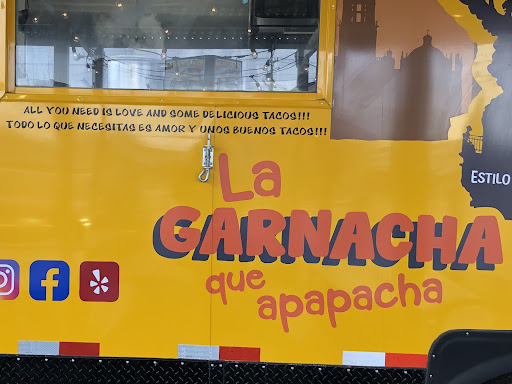 ALL YOU NEED IS LOVE AND SOME DELICIOUS TACOS!!!
TODO LO QUE NECESITAS ES AMOR Y UNOS BUENOS TACOS!!!
ESTILO
La
GARNACHA
que
apapacha